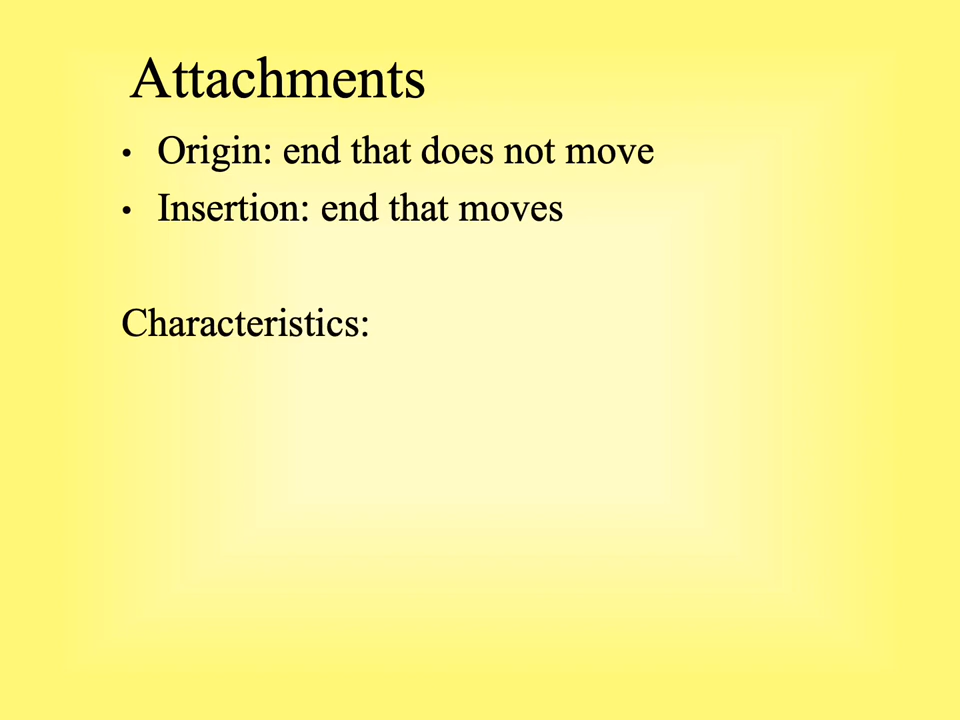 Attachments
• Origin: end that does not move
• Insertion: end that moves
Characteristics: